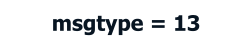 msgtype = 13